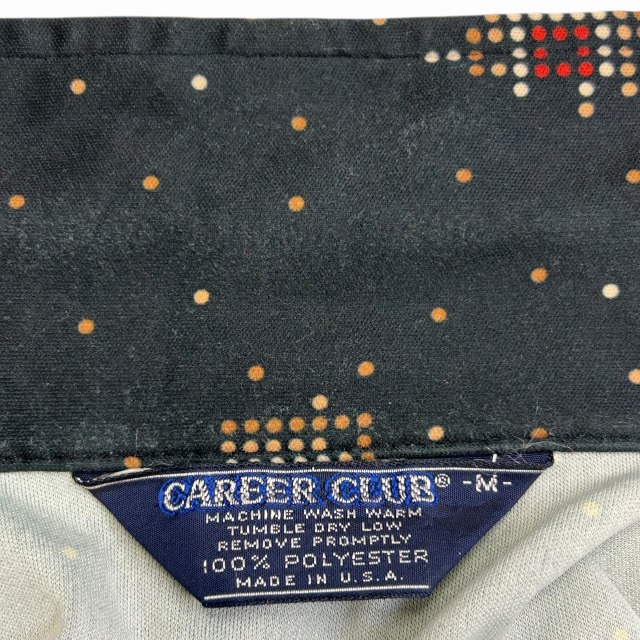 CAREER CLUB® -M-
MACHINE WASH WARM
TUMBLE DRY LOW
REMOVE PROMPTLY
100% POLYESTER
MADE IN U.S.A.